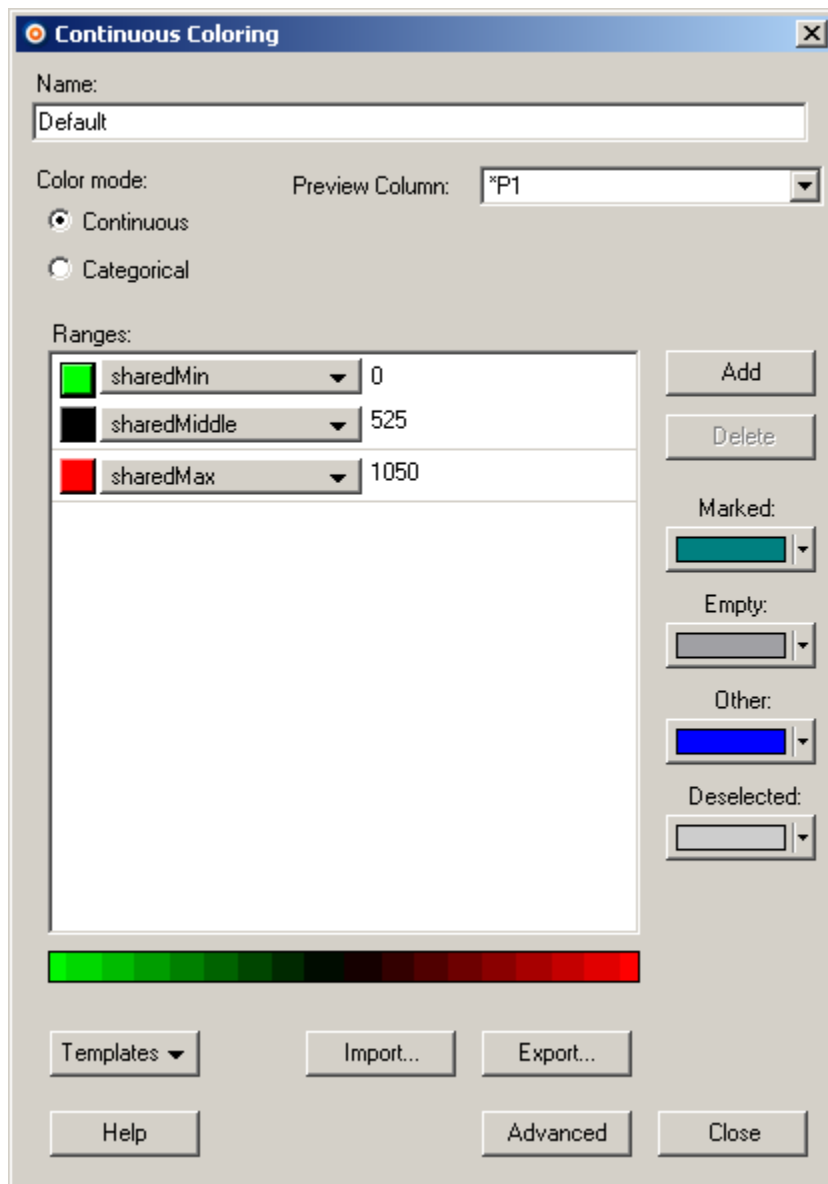 Continuous Coloring
Name:
Default
Color mode:
Preview Column:
*P1
Continuous
Categorical
Ranges:
sharedMin 0
sharedMiddle 525
sharedMax 1050
Add
Delete
Marked:
Empty:
Other:
Deselected:
Templates
Import...
Export...
Help
Advanced
Close